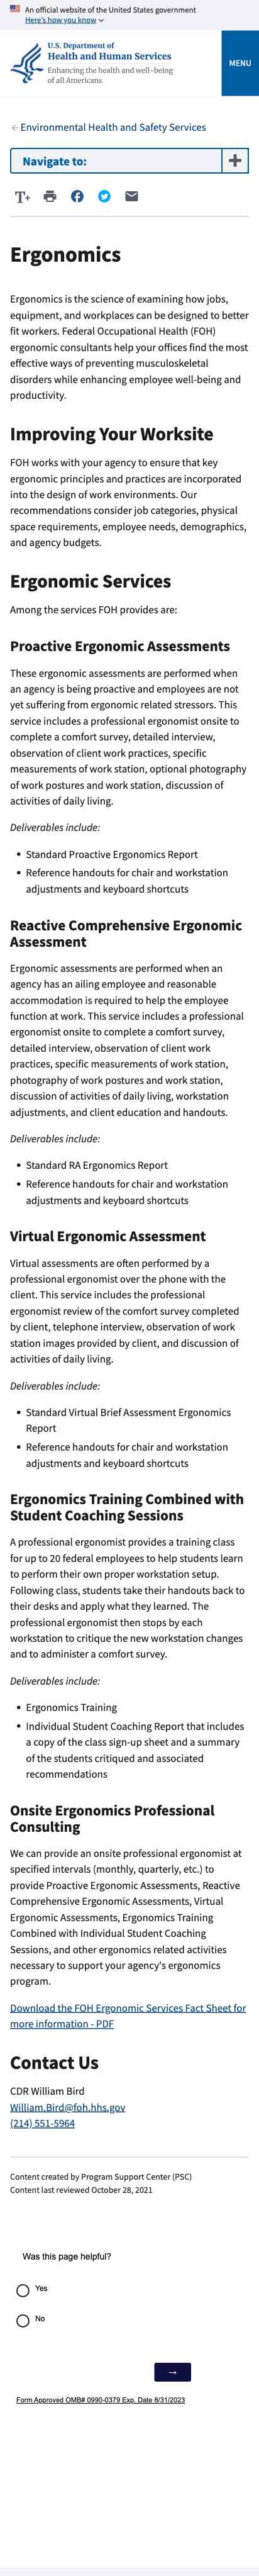 An official website of the United States government
Here's how you know
U.S. Department of
Health and Human Services
Enhancing the health and well-being
of all Americans
MENU
Environmental Health and Safety Services
Navigate to:
T+
Ergonomics
Ergonomics is the science of examining how jobs,
equipment, and workplaces can be designed to better
fit workers. Federal Occupational Health (FOH)
ergonomic consultants help your offices find the most
effective ways of preventing musculoskeletal
disorders while enhancing employee well-being and
productivity.
Improving Your Worksite
FOH works with your agency to ensure that key
ergonomic principles and practices are incorporated
into the design of work environments. Our
recommendations consider job categories, physical
space requirements, employee needs, demographics,
and agency budgets.
Ergonomic Services
Among the services FOH provides are:
Proactive Ergonomic Assessments
These ergonomic assessments are performed when
an agency is being proactive and employees are not
yet suffering from ergonomic related stressors. This
service includes a professional ergonomist onsite to
complete a comfort survey, detailed interview,
observation of client work practices, specific
measurements of work station, optional photography
of work postures and work station, discussion of
activities of daily living.
Deliverables include:
• Standard Proactive Ergonomics Report
• Reference handouts for chair and workstation
adjustments and keyboard shortcuts
Reactive Comprehensive Ergonomic
Assessment
Ergonomic assessments are performed when an
agency has an ailing employee and reasonable
accommodation is required to help the employee
function at work. This service includes a professional
ergonomist onsite to complete a comfort survey,
detailed interview, observation of client work
practices, specific measurements of work station,
photography of work postures and work station,
discussion of activities of daily living, workstation
adjustments, and client education and handouts.
Deliverables include:
• Standard RA Ergonomics Report
• Reference handouts for chair and workstation
adjustments and keyboard shortcuts
Virtual Ergonomic Assessment
Virtual assessments are often performed by a
professional ergonomist over the phone with the
client. This service includes the professional
ergonomist review of the comfort survey completed
by client, telephone interview, observation of work
station images provided by client, and discussion of
activities of daily living.
Deliverables include:
• Standard Virtual Brief Assessment Ergonomics
Report
• Reference handouts for chair and workstation
adjustments and keyboard shortcuts
Ergonomics Training Combined with
Student Coaching Sessions
A professional ergonomist provides a training class
for up to 20 federal employees to help students learn
to perform their own proper workstation setup.
Following class, students take their handouts back to
their desks and apply what they learned. The
professional ergonomist then stops by each
workstation to critique the new workstation changes
and to administer a comfort survey.
Deliverables include:
• Ergonomics Training
• Individual Student Coaching Report that includes
a copy of the class sign-up sheet and a summary
of the students critiqued and associated
recommendations
Onsite Ergonomics Professional
Consulting
We can provide an onsite professional ergonomist at
specified intervals (monthly, quarterly, etc.) to
provide Proactive Ergonomic Assessments, Reactive
Comprehensive Ergonomic Assessments, Virtual
Ergonomic Assessments, Ergonomics Training
Combined with Individual Student Coaching
Sessions, and other ergonomics related activities
necessary to support your agency's ergonomics
program.
Download the FOH Ergonomic Services Fact Sheet for
more information - PDF
Contact Us
CDR William Bird
William.Bird@foh.hhs.gov
(214) 551-5964
Content created by Program Support Center (PSC)
Content last reviewed October 28, 2021
Was this page helpful?
Yes
No
→
Form Approved OMB# 0990-0379 Exp. Date 8/31/2023